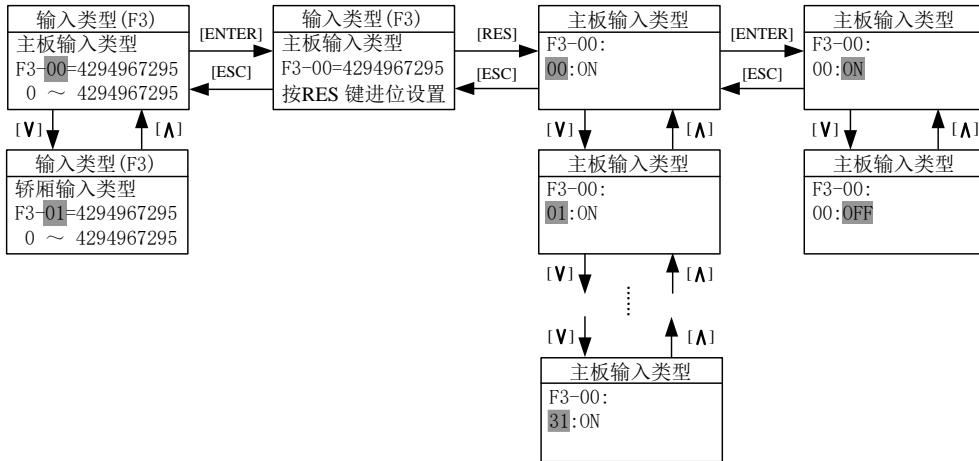 输入类型(F3)
主板输入类型
F3-00=4294967295
0 ～ 4294967295
[ENTER]
[ESC]
输入类型(F3)
主板输入类型
F3-00=4294967295
按RES 键进位设置
[RES]
[ESC]
主板输入类型
F3-00:
00:ON
[ENTER]
[ESC]
主板输入类型
F3-00:
00:ON
[∨]
[∧]
[∨]
[∧]
[∨]
[∧]
输入类型(F3)
轿厢输入类型
F3-01=4294967295
0 ～ 4294967295
主板输入类型
F3-00:
01:ON
主板输入类型
F3-00:
00:OFF
[∨]
[∧]
……
[∨]
[∧]
主板输入类型
F3-00:
31:ON